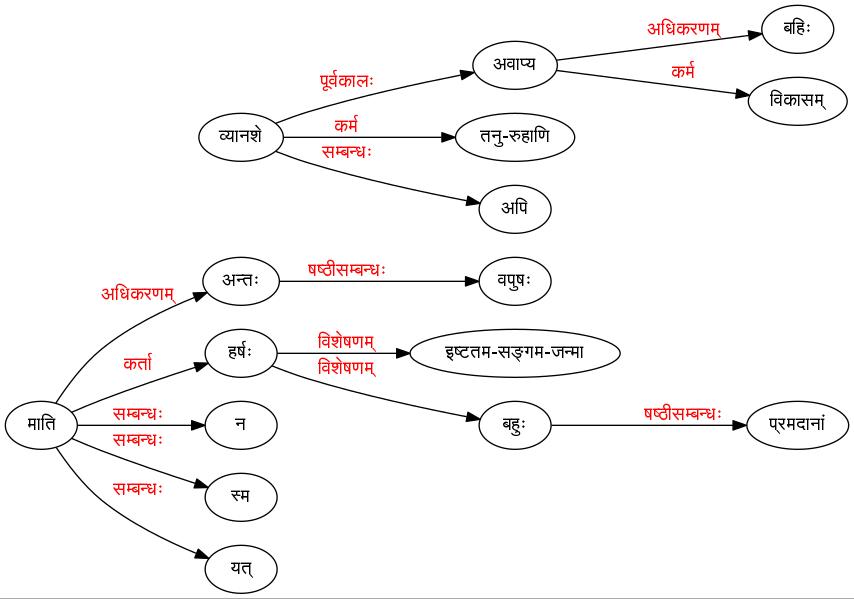 बहिः
अधिकरणम्
अवाप्य
पूर्वकालः
कर्म
विकासम्
व्यानशे
कर्म
तनु-रुहाणि
सम्बन्धः
अपि
अन्तः
षष्ठीसम्बन्धः
वपुषः
अधिकरणम्
हर्षः
विशेषणम्
इष्टतम-सङ्गम-जन्मा
कर्ता
विशेषणम्
माति
सम्बन्धः
न
बहुः
षष्ठीसम्बन्धः
प्रमदानां
सम्बन्धः
स्म
सम्बन्धः
यत्